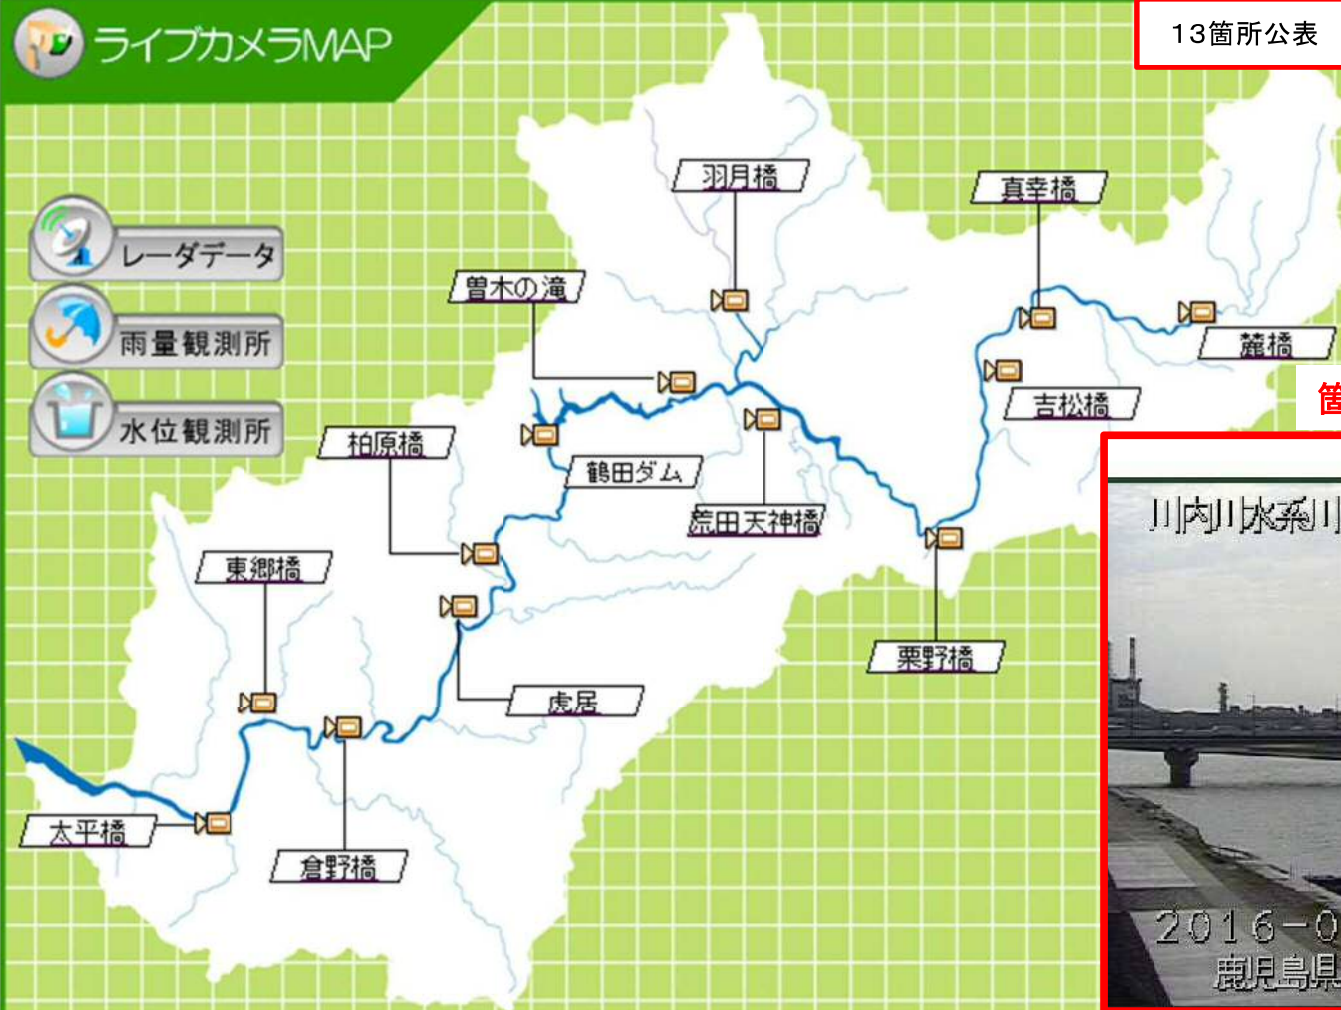 ライブカメラMAP
13箇所公表
羽月橋
真幸橋
レーダデータ
曽木の滝
雨量観測所
麓橋
吉松橋
箇
水位観測所
柏原橋
鶴田ダム
荒田天神橋
川内川水系川
東郷橋
栗野橋
虎居
太平橋
倉野橋
2016-0
鹿児島県